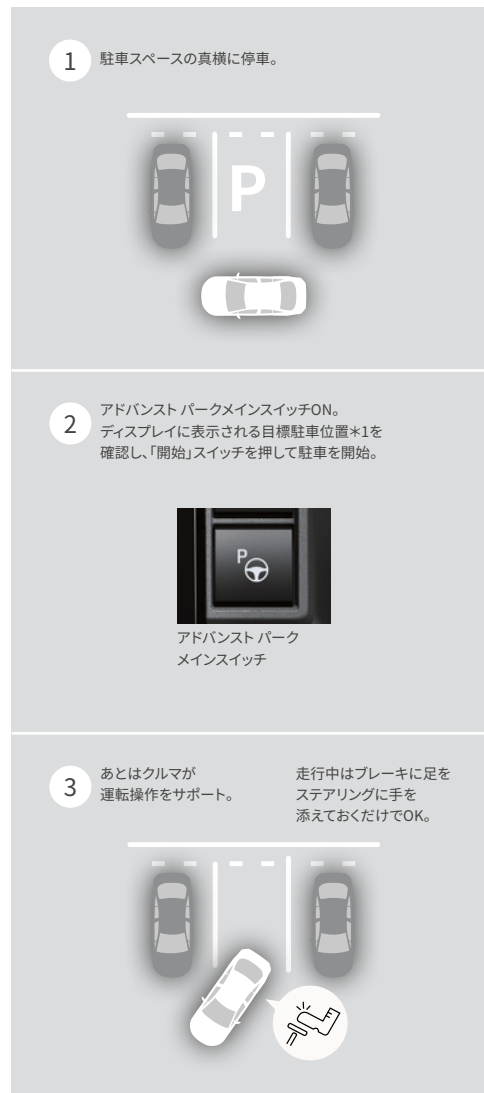 1
駐車スペースの真横に停車。
P
2
アドバンスト パークメインスイッチON。
ディスプレイに表示される目標駐車位置＊1を
確認し、「開始」スイッチを押して駐車を開始。
P
アドバンスト パーク
メインスイッチ
3
あとはクルマが
運転操作をサポート。
走行中はブレーキに足を
ステアリングに手を
添えておくだけでOK。